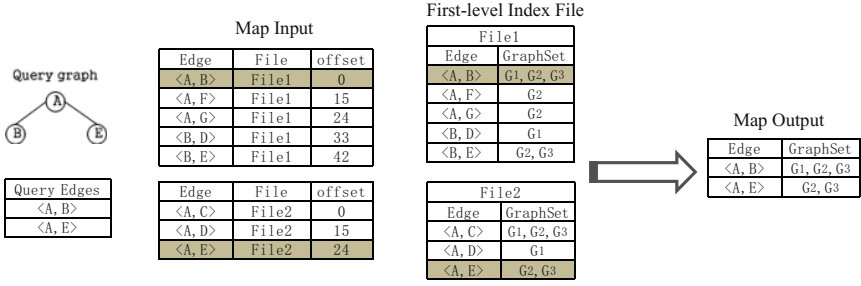 First-level Index File
Map Input
Query graph
A
B E
Query Edges
<A, B>
<A, E>
Edge File offset
<A, B> File1 0
<A, F> File1 15
<A, G> File1 24
<B, D> File1 33
<B, E> File1 42
Edge File offset
<A, C> File2 0
<A, D> File2 15
<A, E> File2 24
File1
Edge GraphSet
<A, B> G1, G2, G3
<A, F> G2
<A, G> G2
<B, D> G1
<B, E> G2, G3
File2
Edge GraphSet
<A, C> G1, G2, G3
<A, D> G1
<A, E> G2, G3
Map Output
Edge GraphSet
<A, B> G1, G2, G3
<A, E> G2, G3